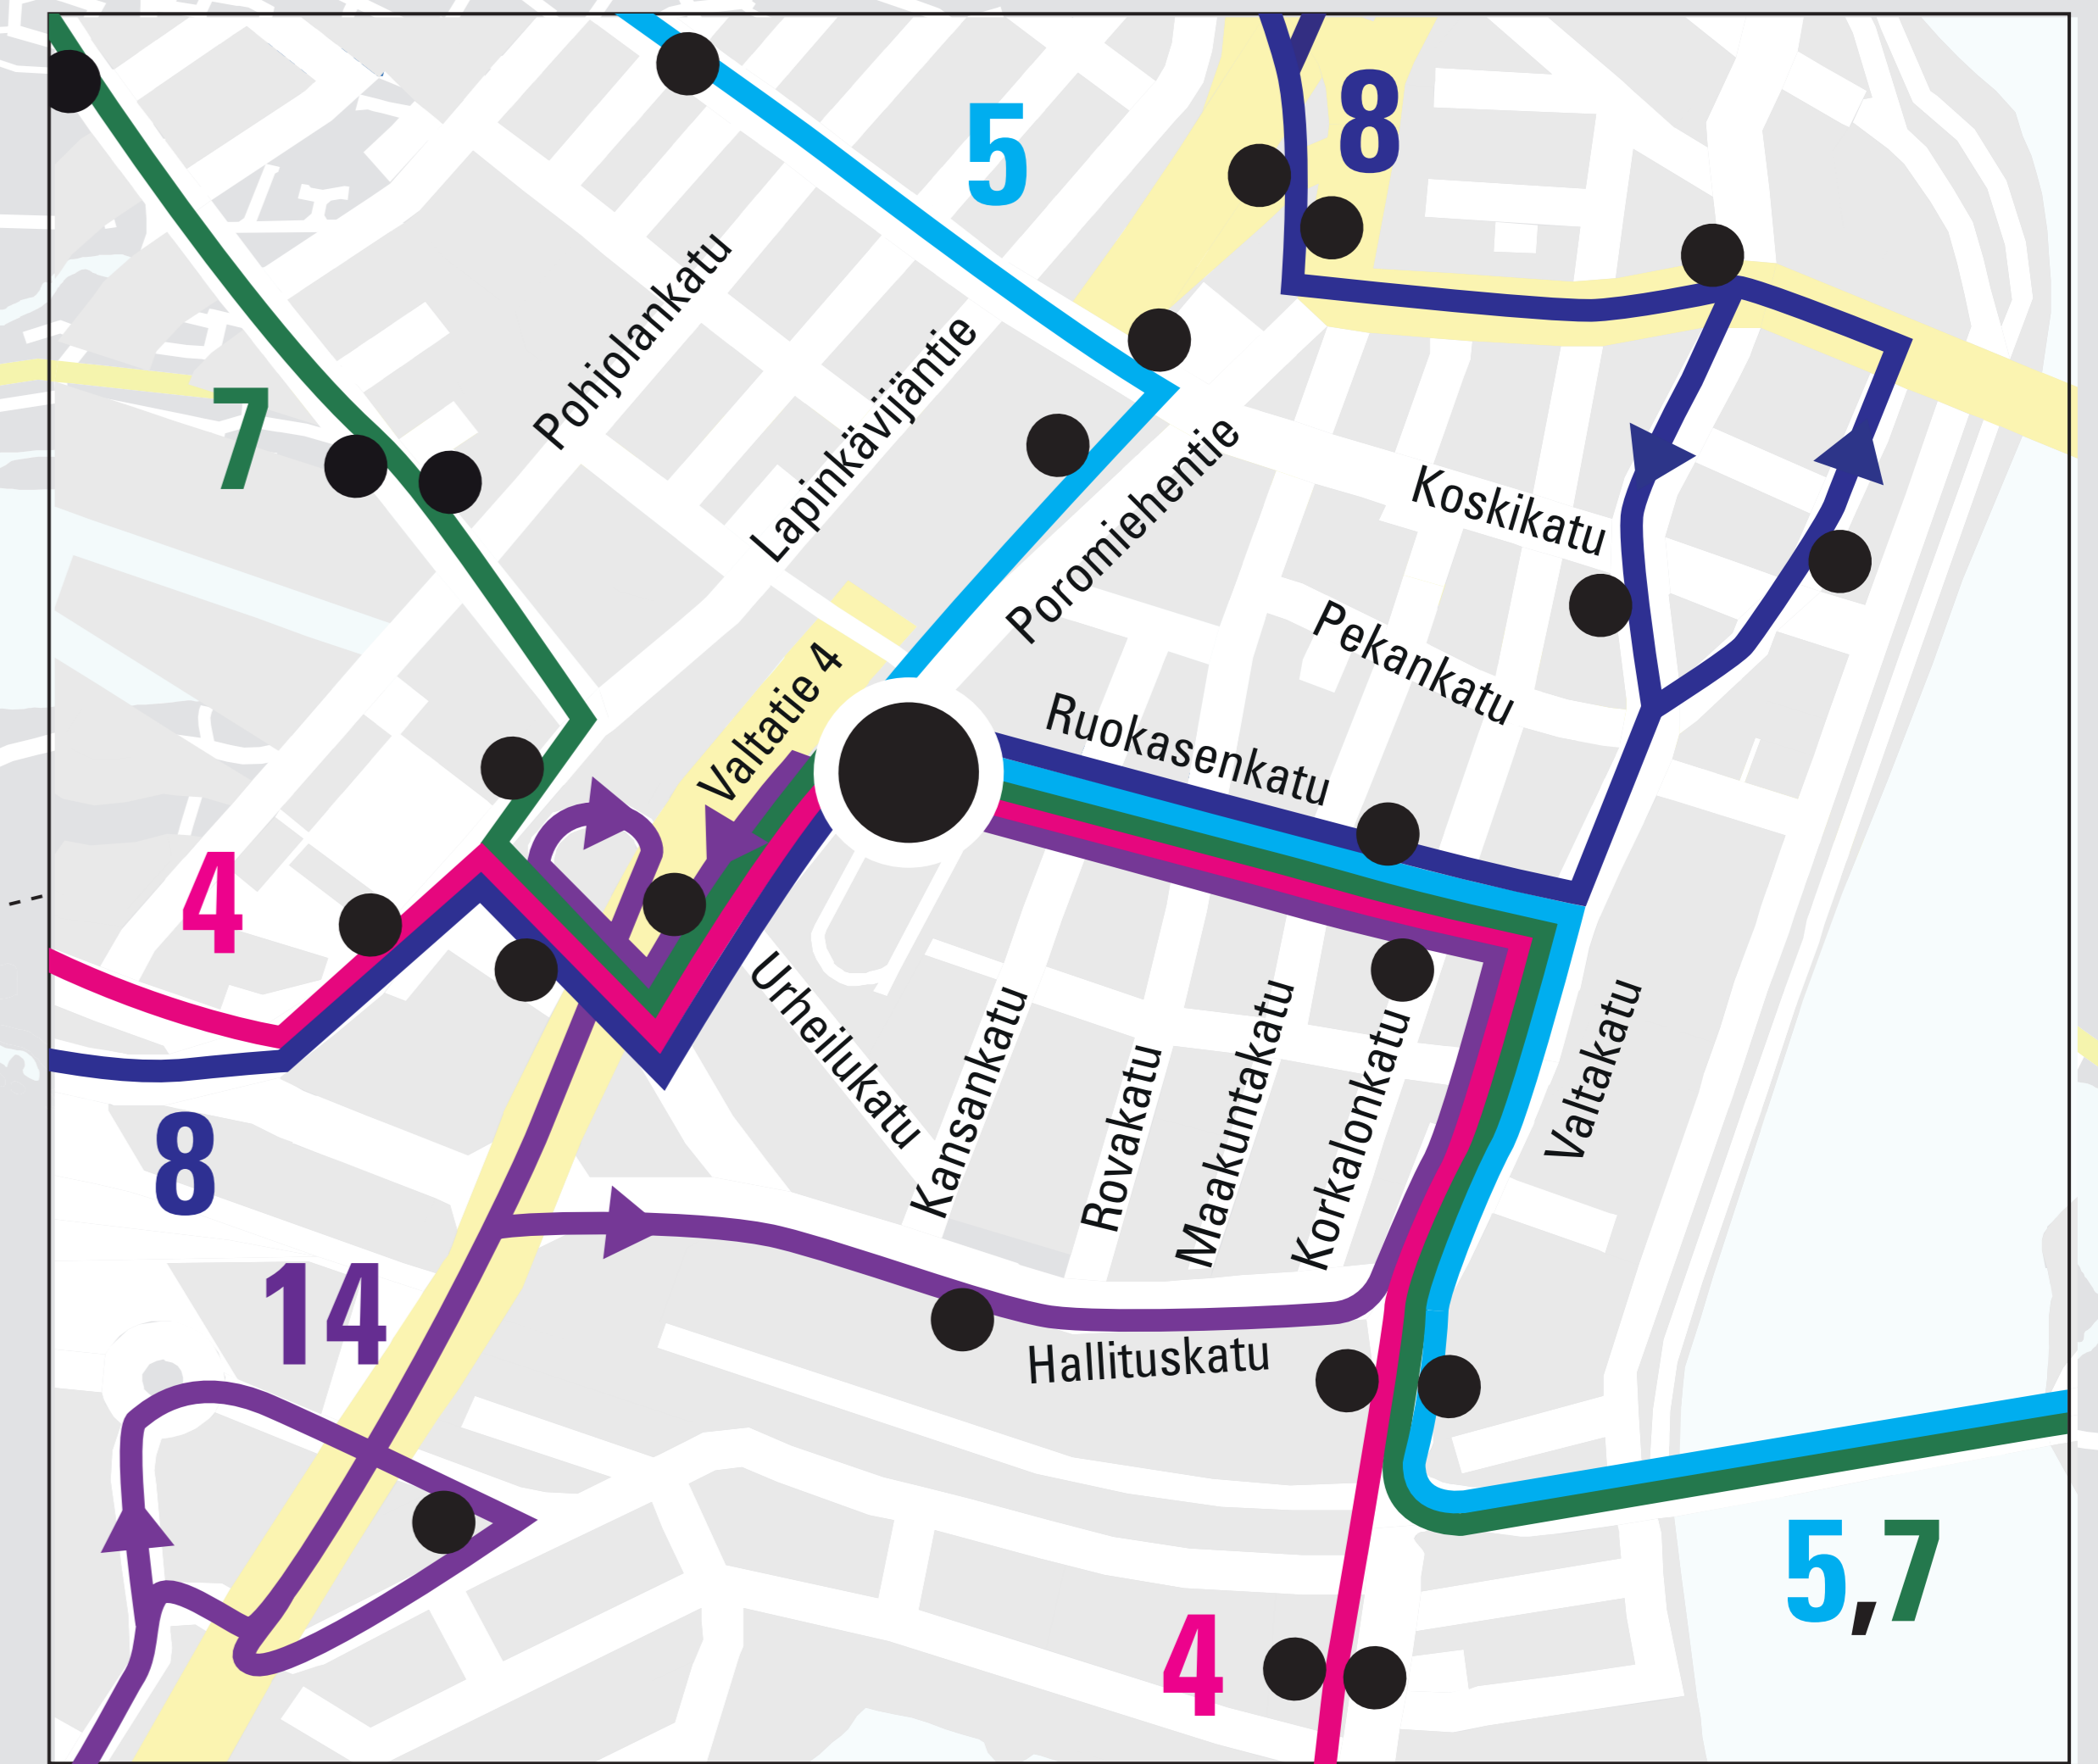 5
8
7
Pohjolankatu
Lapinkävijäntie
Poromiehentie
Koskikatu
Pekankatu
Valtatie 4
Ruokasenkatu
4
Urheilukatu
Kansankatu
Rovakatu
Maakuntakatu
Korkalonkatu
Valtakatu
8
14
Hallituskatu
5,7
4